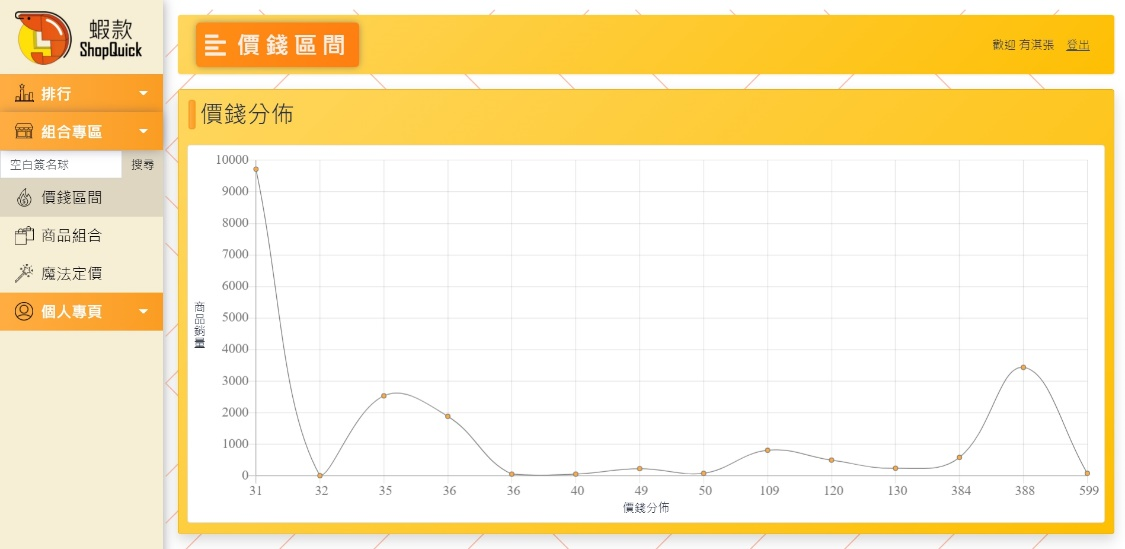 蝦款
ShopQuick
排行
組合專區
空白簽名球
搜尋
價錢區間
商品組合
魔法定價
個人專頁
價錢區間
歡迎 宥淇張 登出
價錢分佈
10000
9000
8000
7000
6000
5000
4000
3000
2000
1000
0
商品數量
31 32 35 36 36 40 49 50 109 120 130 384 388 599
價錢分佈